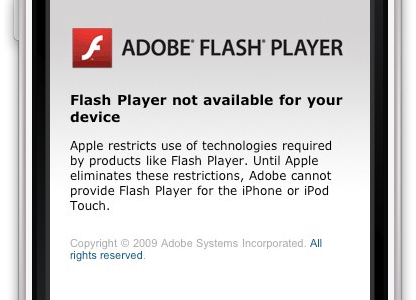 ADOBE® FLASH® PLAYER
Flash Player not available for your
device
Apple restricts use of technologies required
by products like Flash Player. Until Apple
eliminates these restrictions, Adobe cannot
provide Flash Player for the iPhone or iPod
Touch.
Copyright © 2009 Adobe Systems Incorporated. All
rights reserved.